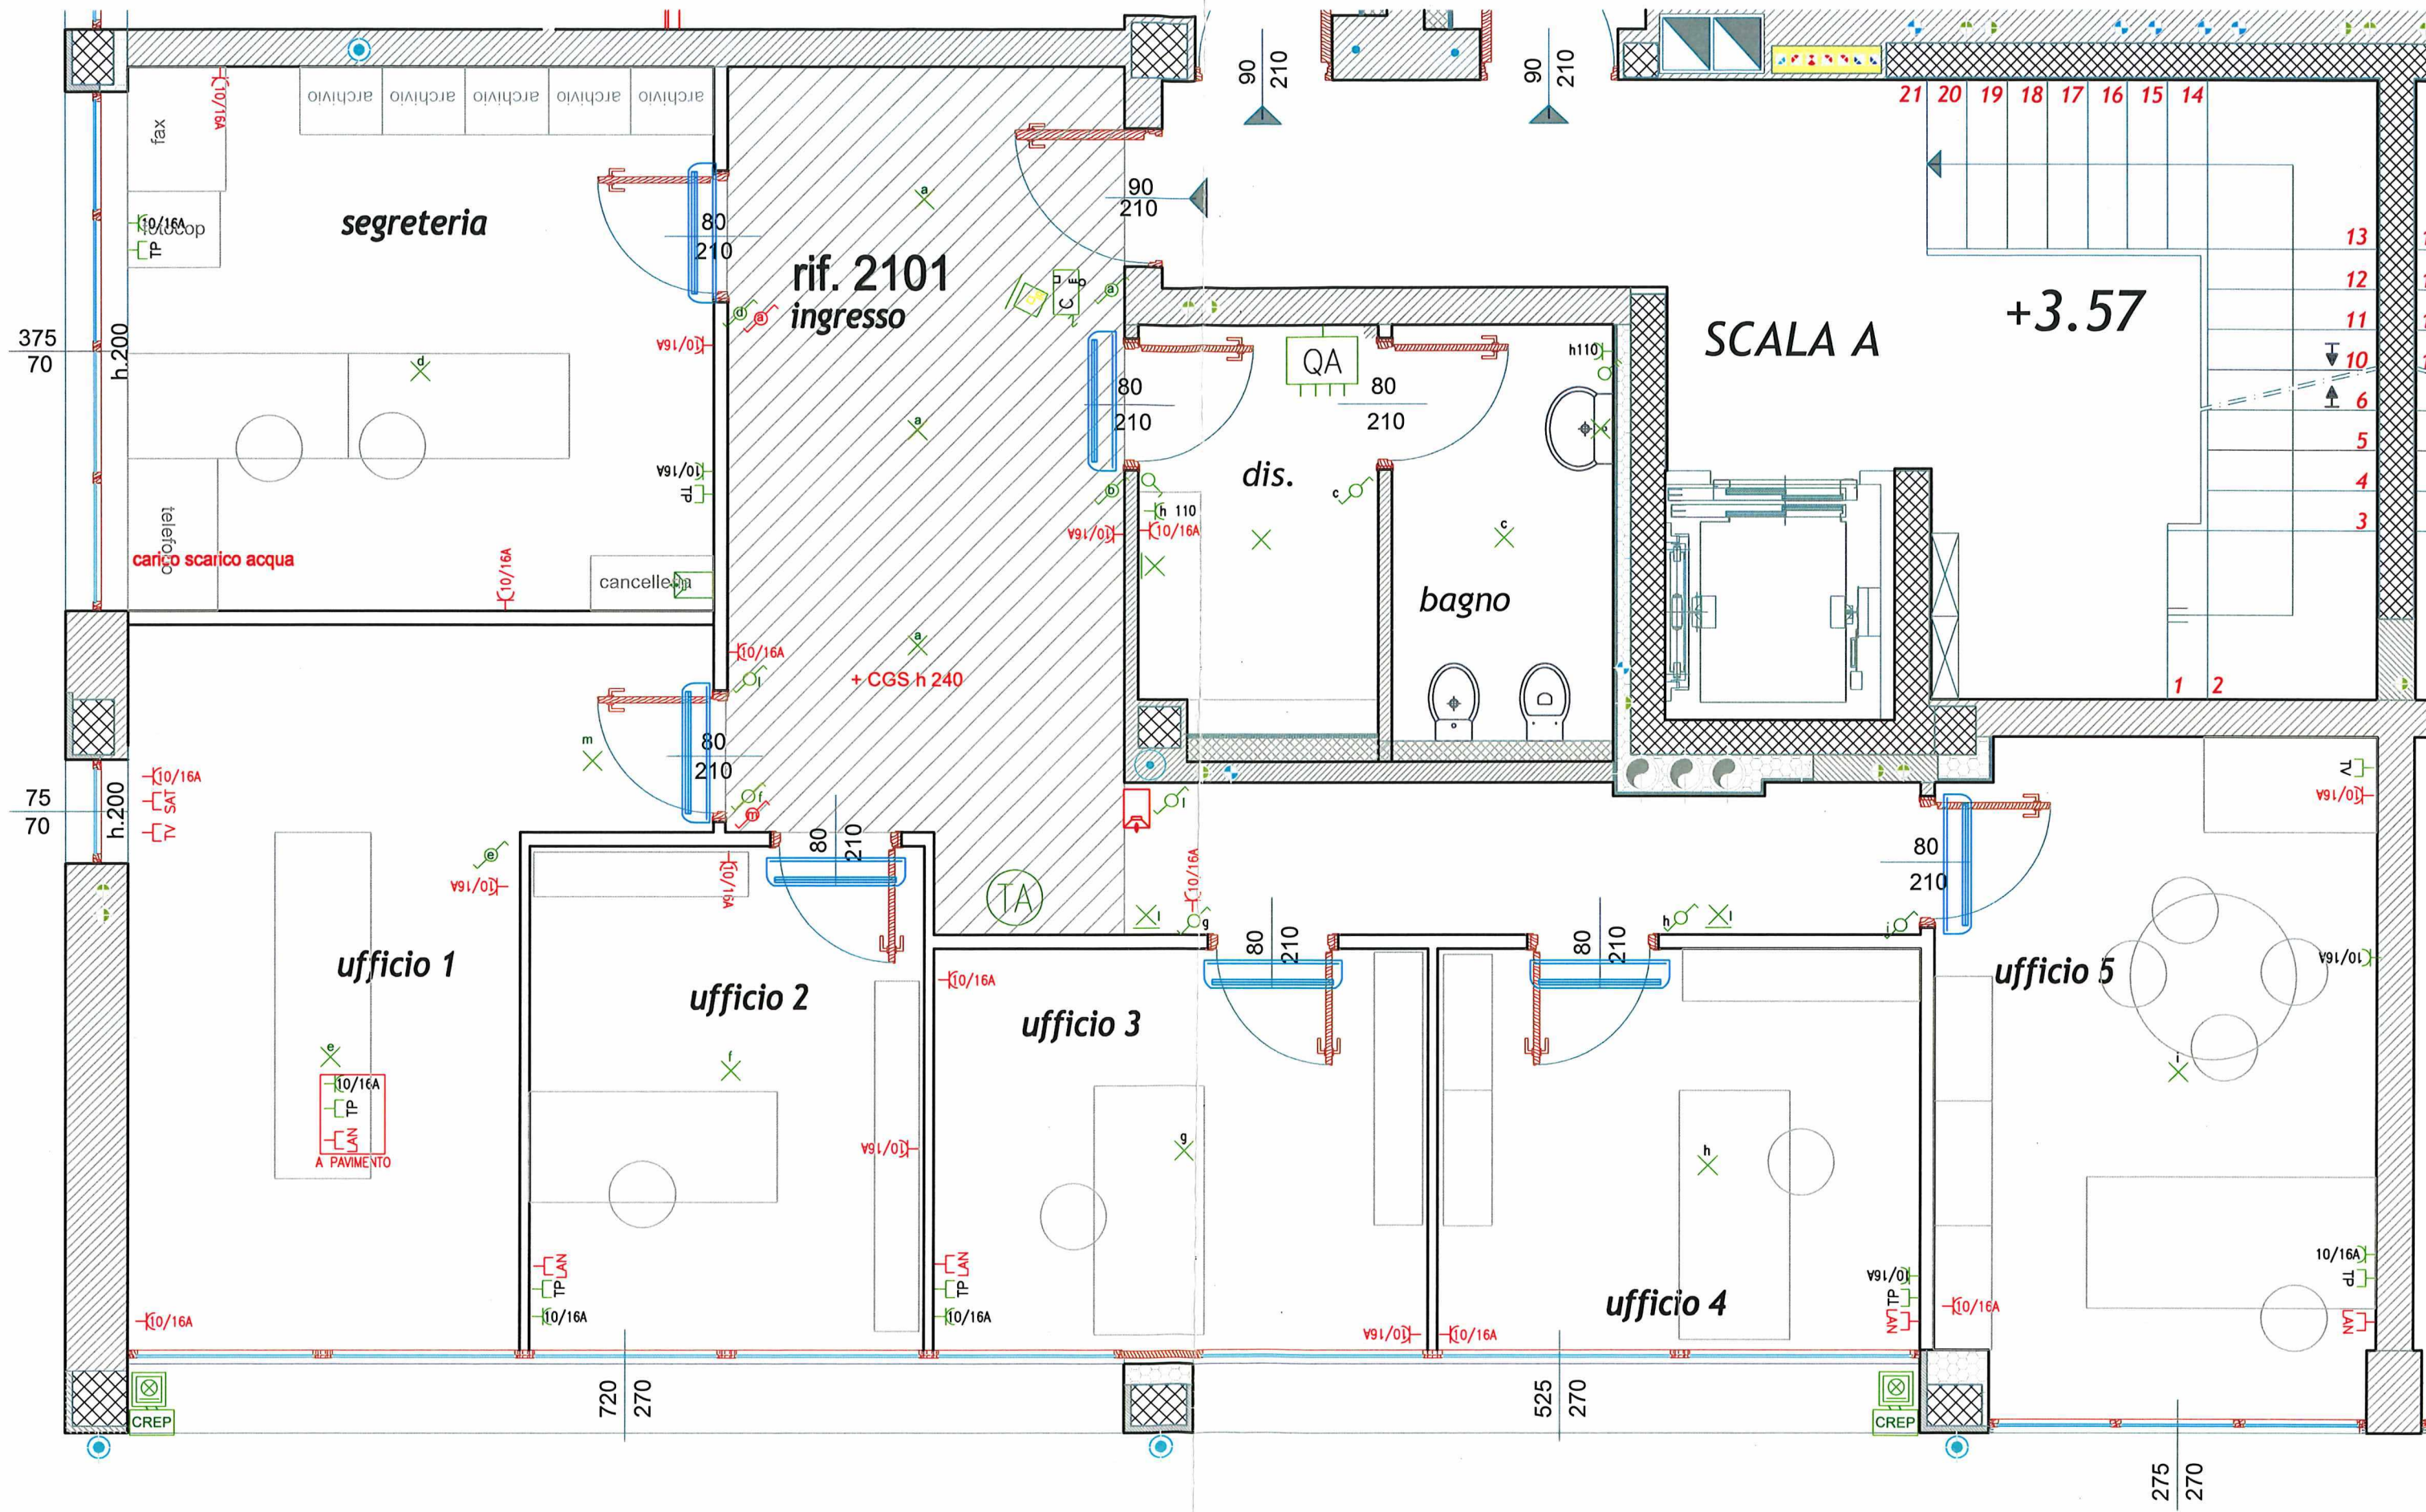 90
210
90
210
21 20 19 18 17 16 15 14
archivio archivio archivio archivio archivio
10/16A
fax
segreteria
90
210
80
210
10/16A
TP
rif. 2101
ingresso
a
a
d
a
13
12
11
10
6
5
4
3
1 2
SCALA A
+3.57
375
70
h.200
10/16A
d
QA
h110
80
210
80
210
a
dis.
c
10/16A
TP
b
h 110
10/16A
10/16A
c
telefono
carico scarico acqua
10/16A
cancelleria
bagno
a
10/16A
l
+ CGS h 240
m
80
210
75
70
h.200
10/16A
SAT
TV
f
m
80
210
l
TV
10/16A
80
210
e
10/16A
10/16A
10/16A
TA
l
g
h
l
i
80
210
80
210
ufficio 1
ufficio 2
ufficio 3
ufficio 5
10/16A
10/16A
e
f
g
h
i
10/16A
TP
LAN
A PAVIMENTO
10/16A
LAN
TP
10/16A
LAN
TP
10/16A
ufficio 4
10/16A
TP
LAN
10/16A
10/16A
TP
LAN
10/16A
10/16A
10/16A
CREP
720
270
525
270
CREP
275
270